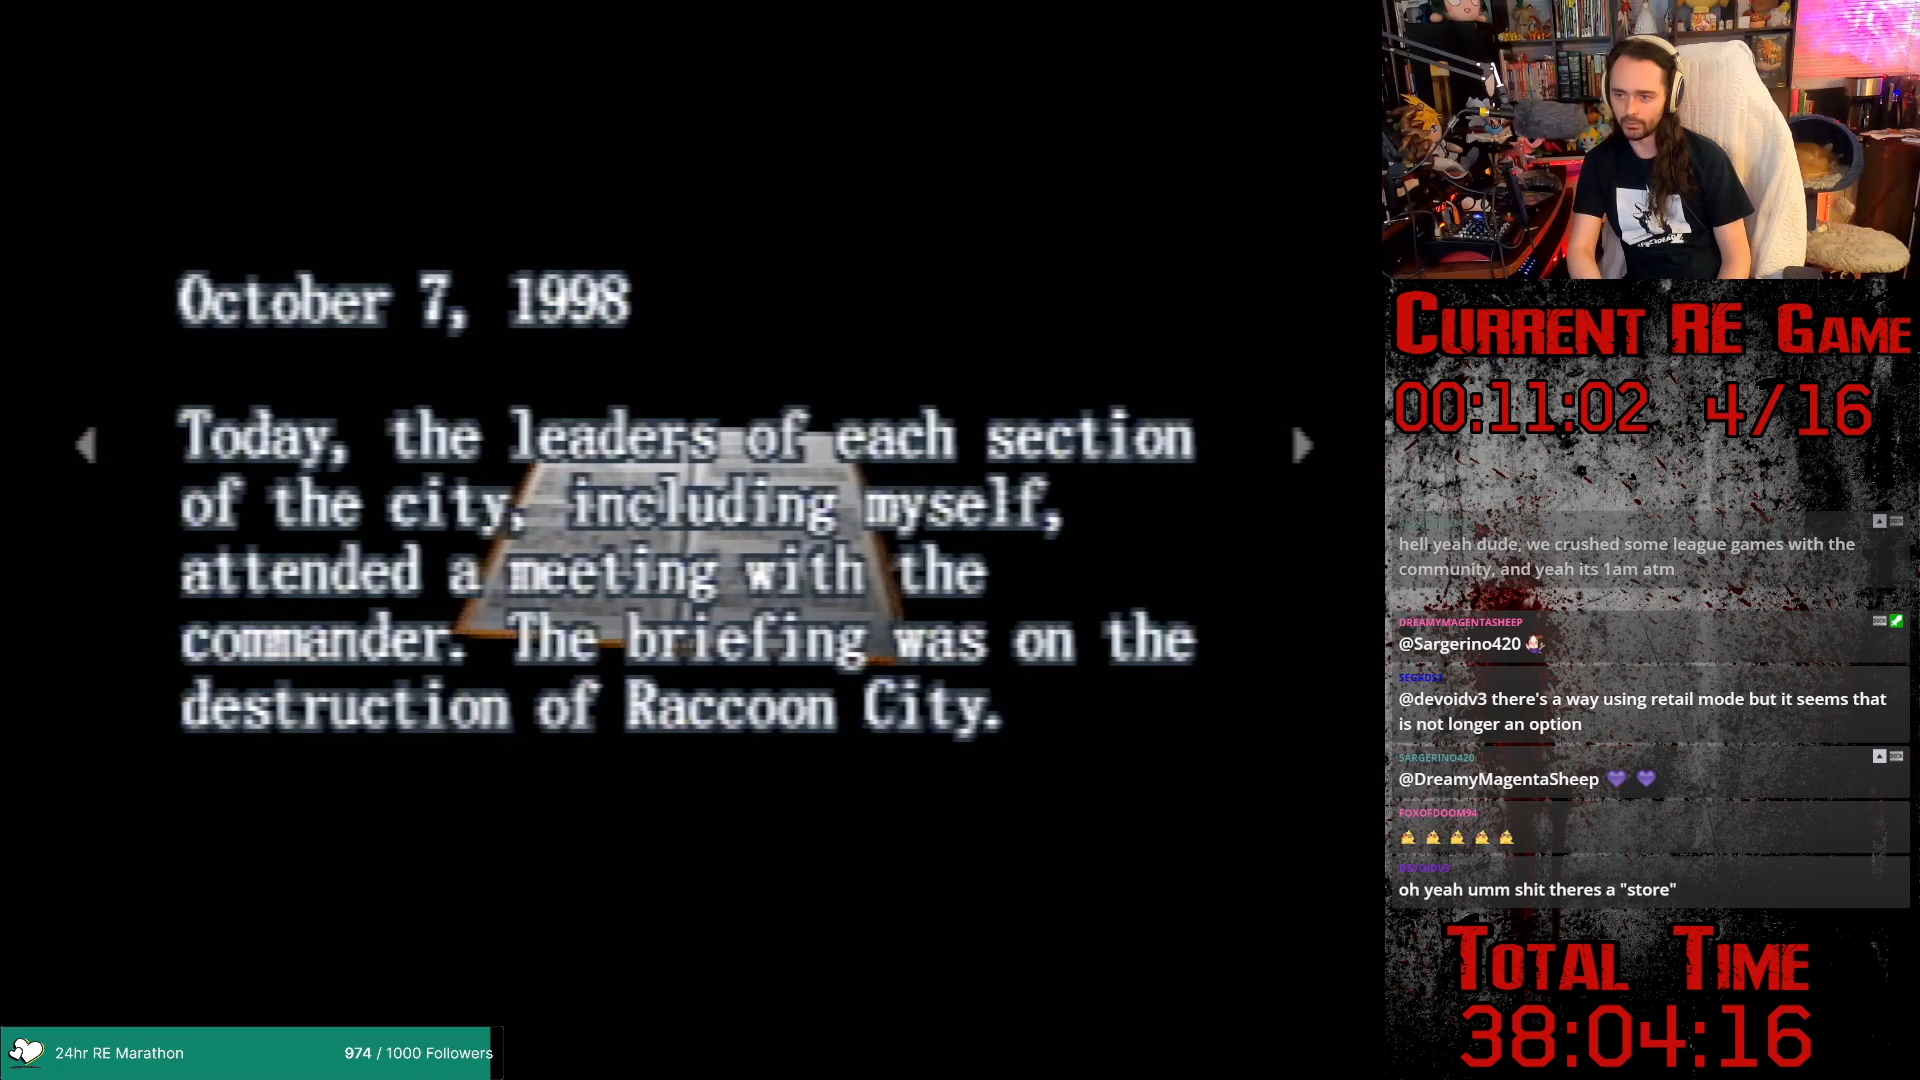 October 7, 1998
Today, the leaders of each section
of the city, including myself,
attended a meeting with the
commander. The briefing was on the
destruction of Raccoon City.
CURRENT RE GAME
00:11:02 4/16
hell yeah dude, we crushed some league games with the
community, and yeah its 1am atm
DREAMYMAGENTASHEEP
@Sargerino420
@devoidv3 there's a way using retail mode but it seems that
is not longer an option
SARGERINO420
@DreamyMagentaSheep 💜 💜
FOXOFDOOM94
DEVOIDV3
oh yeah umm shit theres a "store"
TOTAL TIME
38:04:16
24hr RE Marathon 974 / 1000 Followers